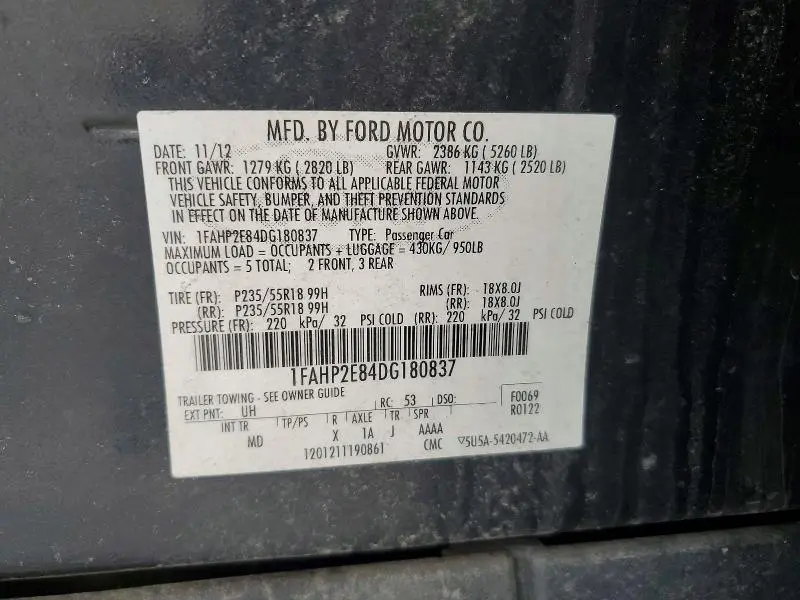 MFD. BY FORD MOTOR CO.
DATE: 11/12 GVWR: 2386 KG ( 5260 LB)
FRONT GAWR: 1279 KG ( 2820 LB) REAR GAWR: 1143 KG ( 2520 LB)
THIS VEHICLE CONFORMS TO ALL APPLICABLE FEDERAL MOTOR
VEHICLE SAFETY, BUMPER, AND THEFT PREVENTION STANDARDS
IN EFFECT ON THE DATE OF MANUFACTURE SHOWN ABOVE.
VIN: 1FAHP2E84DG180837 TYPE: Passenger Car
MAXIMUM LOAD = OCCUPANTS + LUGGAGE = 430KG/ 950LB
OCCUPANTS = 5 TOTAL; 2 FRONT, 3 REAR
TIRE (FR): P235/55R18 99H RIMS (FR): 18X8.0J
(RR): P235/55R18 99H (RR): 18X8.0J
PRESSURE (FR): 220 kPa/ 32 PSI COLD (RR): 220 kPa/ 32 PSI COLD
1FAHP2E84DG180837
TRAILER TOWING - SEE OWNER GUIDE
EXT PNT: UH RC: 53 DSO: F0069
INT TR TP/PS R AXLE TR SPR R0122
MD X 1A J AAAA
1201211190861 CMC 5U5A-5420472-AA